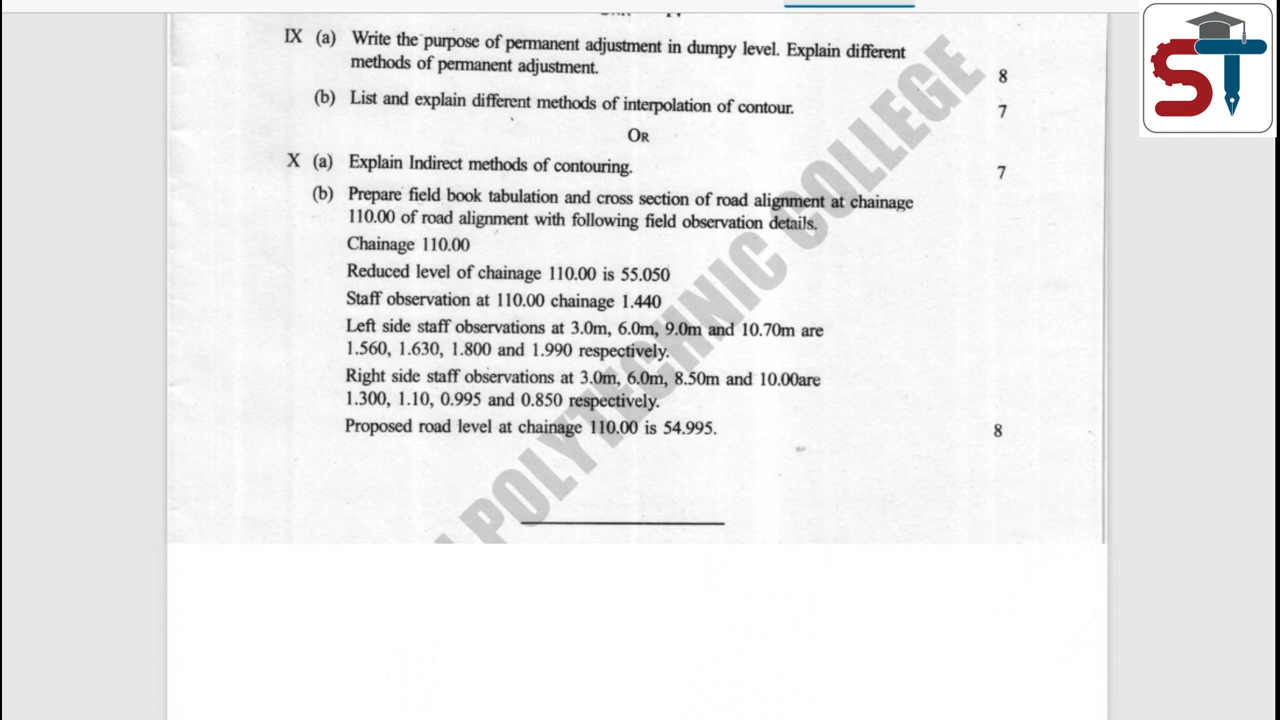 IX (a) Write the purpose of permanent adjustment in dumpy level. Explain different
methods of permanent adjustment. 8
(b) List and explain different methods of interpolation of contour. 7
OR
X (a) Explain Indirect methods of contouring. 7
(b) Prepare field book tabulation and cross section of road alignment at chainage
110.00 of road alignment with following field observation details.
Chainage 110.00
Reduced level of chainage 110.00 is 55.050
Staff observation at 110.00 chainage 1.440
Left side staff observations at 3.0m, 6.0m, 9.0m and 10.70m are
1.560, 1.630, 1.800 and 1.990 respectively.
Right side staff observations at 3.0m, 6.0m, 8.50m and 10.00are
1.300, 1.10, 0.995 and 0.850 respectively.
Proposed road level at chainage 110.00 is 54.995. 8
POLYTECHNIC COLLEGE
ST